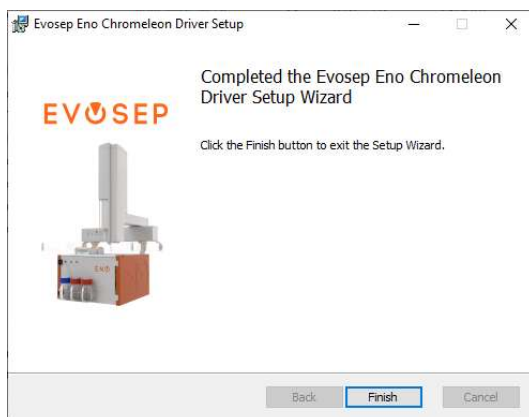 Evosep Eno Chromeleon Driver Setup
EVOSEP
Completed the Evosep Eno Chromeleon
Driver Setup Wizard
Click the Finish button to exit the Setup Wizard.
ENO
Back
Finish
Cancel